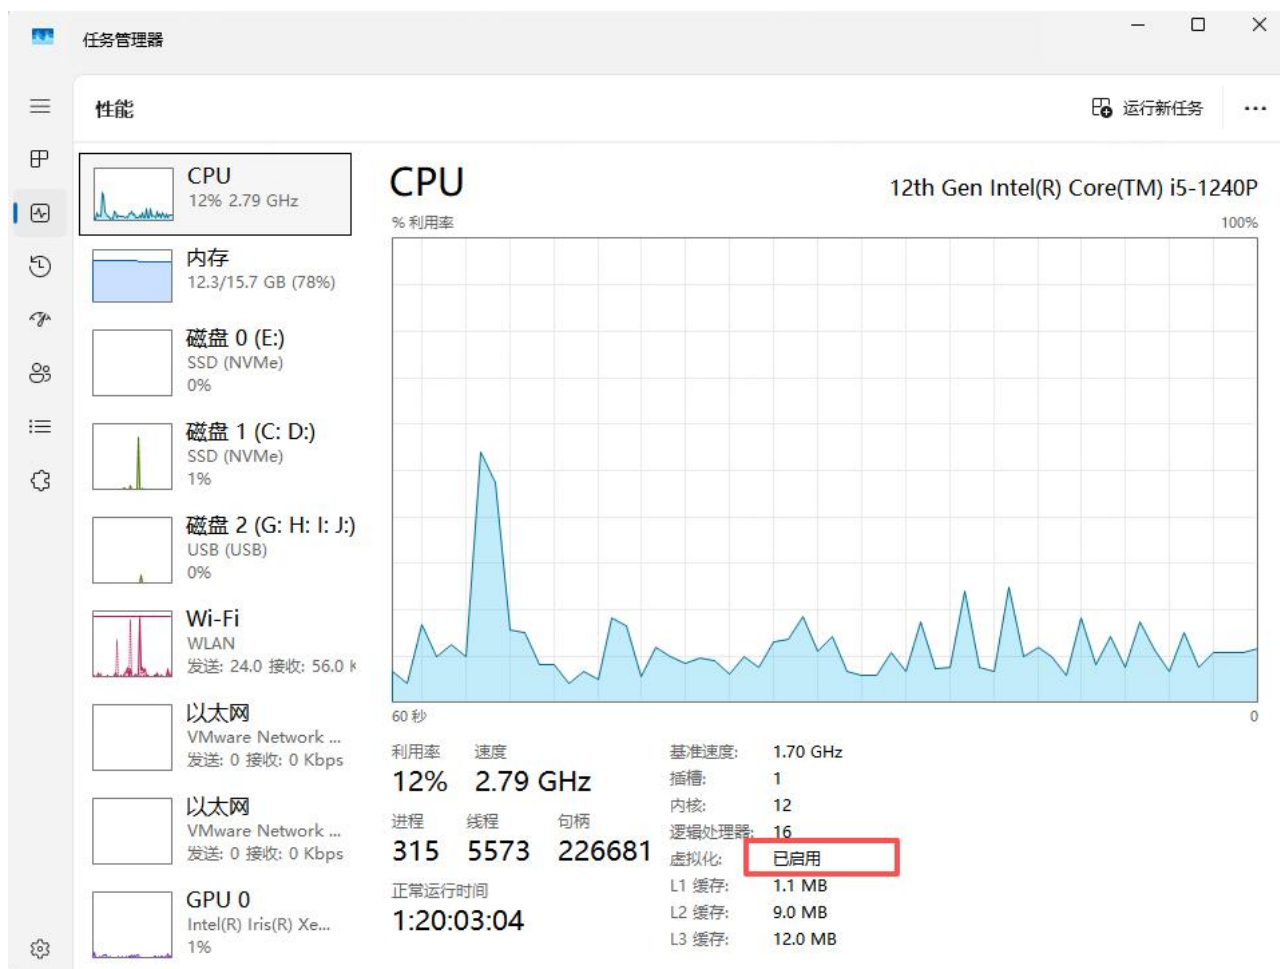 任务管理器
性能
运行新任务
CPU
12% 2.79 GHz
内存
12.3/15.7 GB (78%)
磁盘 0 (E:)
SSD (NVMe)
0%
磁盘 1 (C: D:)
SSD (NVMe)
1%
磁盘 2 (G: H: I: J:)
USB (USB)
0%
Wi-Fi
WLAN
发送: 24.0 接收: 56.0 K
以太网
VMware Network ...
发送: 0 接收: 0 Kbps
以太网
VMware Network ...
发送: 0 接收: 0 Kbps
GPU 0
Intel(R) Iris(R) Xe...
1%
CPU
12th Gen Intel(R) Core(TM) i5-1240P
% 利用率
100%
60 秒
0
利用率
速度
12%
2.79 GHz
进程
线程
句柄
315
5573
226681
正常运行时间
1:20:03:04
基准速度:
1.70 GHz
插槽:
1
内核:
12
逻辑处理器:
16
虚拟化:
已启用
L1 缓存:
1.1 MB
L2 缓存:
9.0 MB
L3 缓存:
12.0 MB